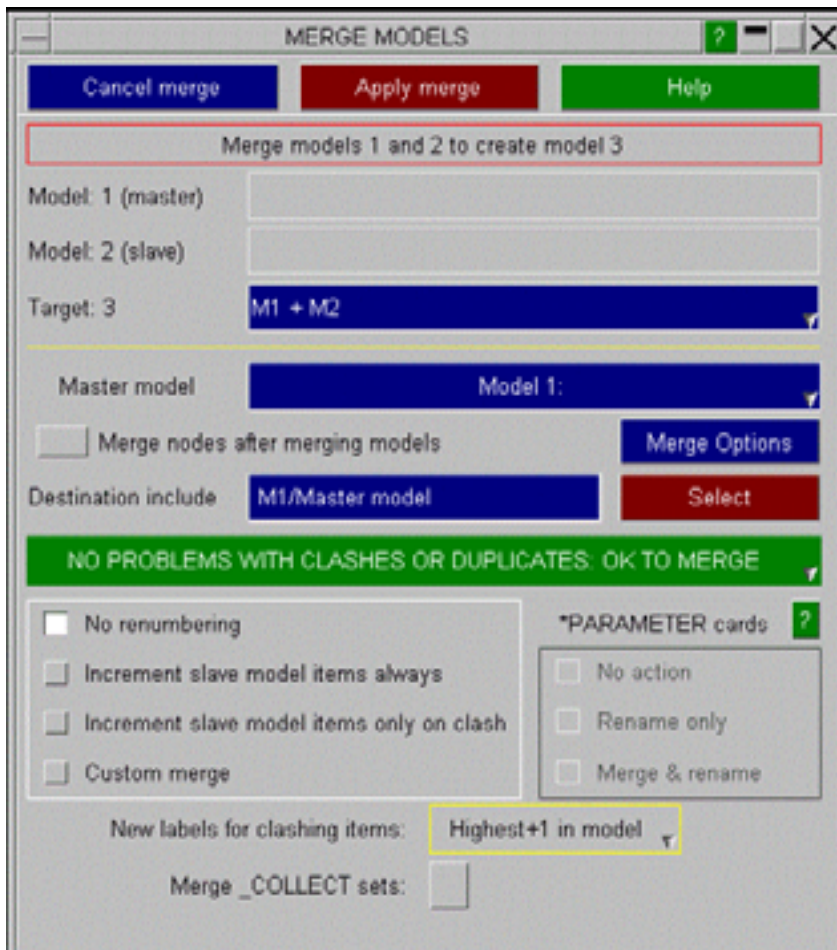 MERGE MODELS ?
Cancel merge Apply merge Help
Merge models 1 and 2 to create model 3
Model: 1 (master)
Model: 2 (slave)
Target: 3 M1 + M2
Master model Model 1:
Merge nodes after merging models Merge Options
Destination include M1/Master model Select
NO PROBLEMS WITH CLASHES OR DUPLICATES: OK TO MERGE
No renumbering *PARAMETER cards ?
Increment slave model items always No action
Increment slave model items only on clash Rename only
Custom merge Merge & rename
New labels for clashing items: Highest+1 in model
Merge _COLLECT sets: